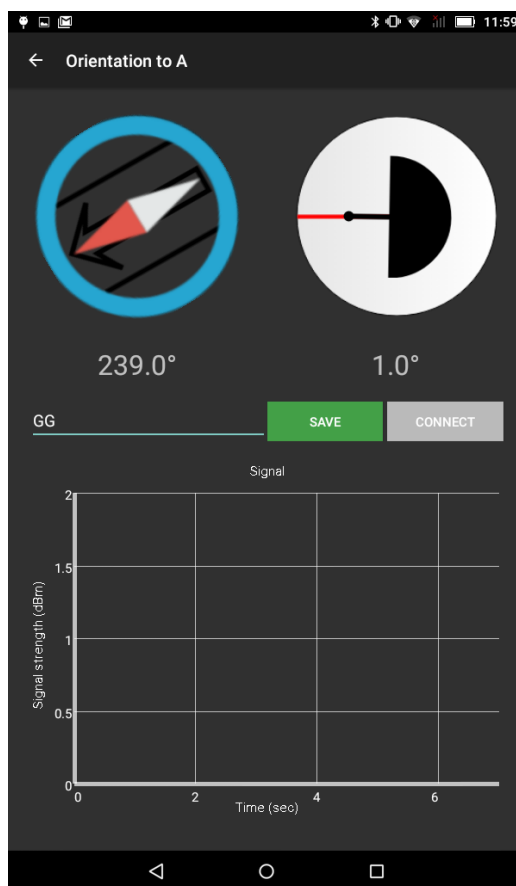 11:59
Orientation to A
239.0° 1.0°
GG SAVE CONNECT
Signal
2
1.5
1
0.5
0
Signal strength (dBm)
0 2 4 6
Time (sec)